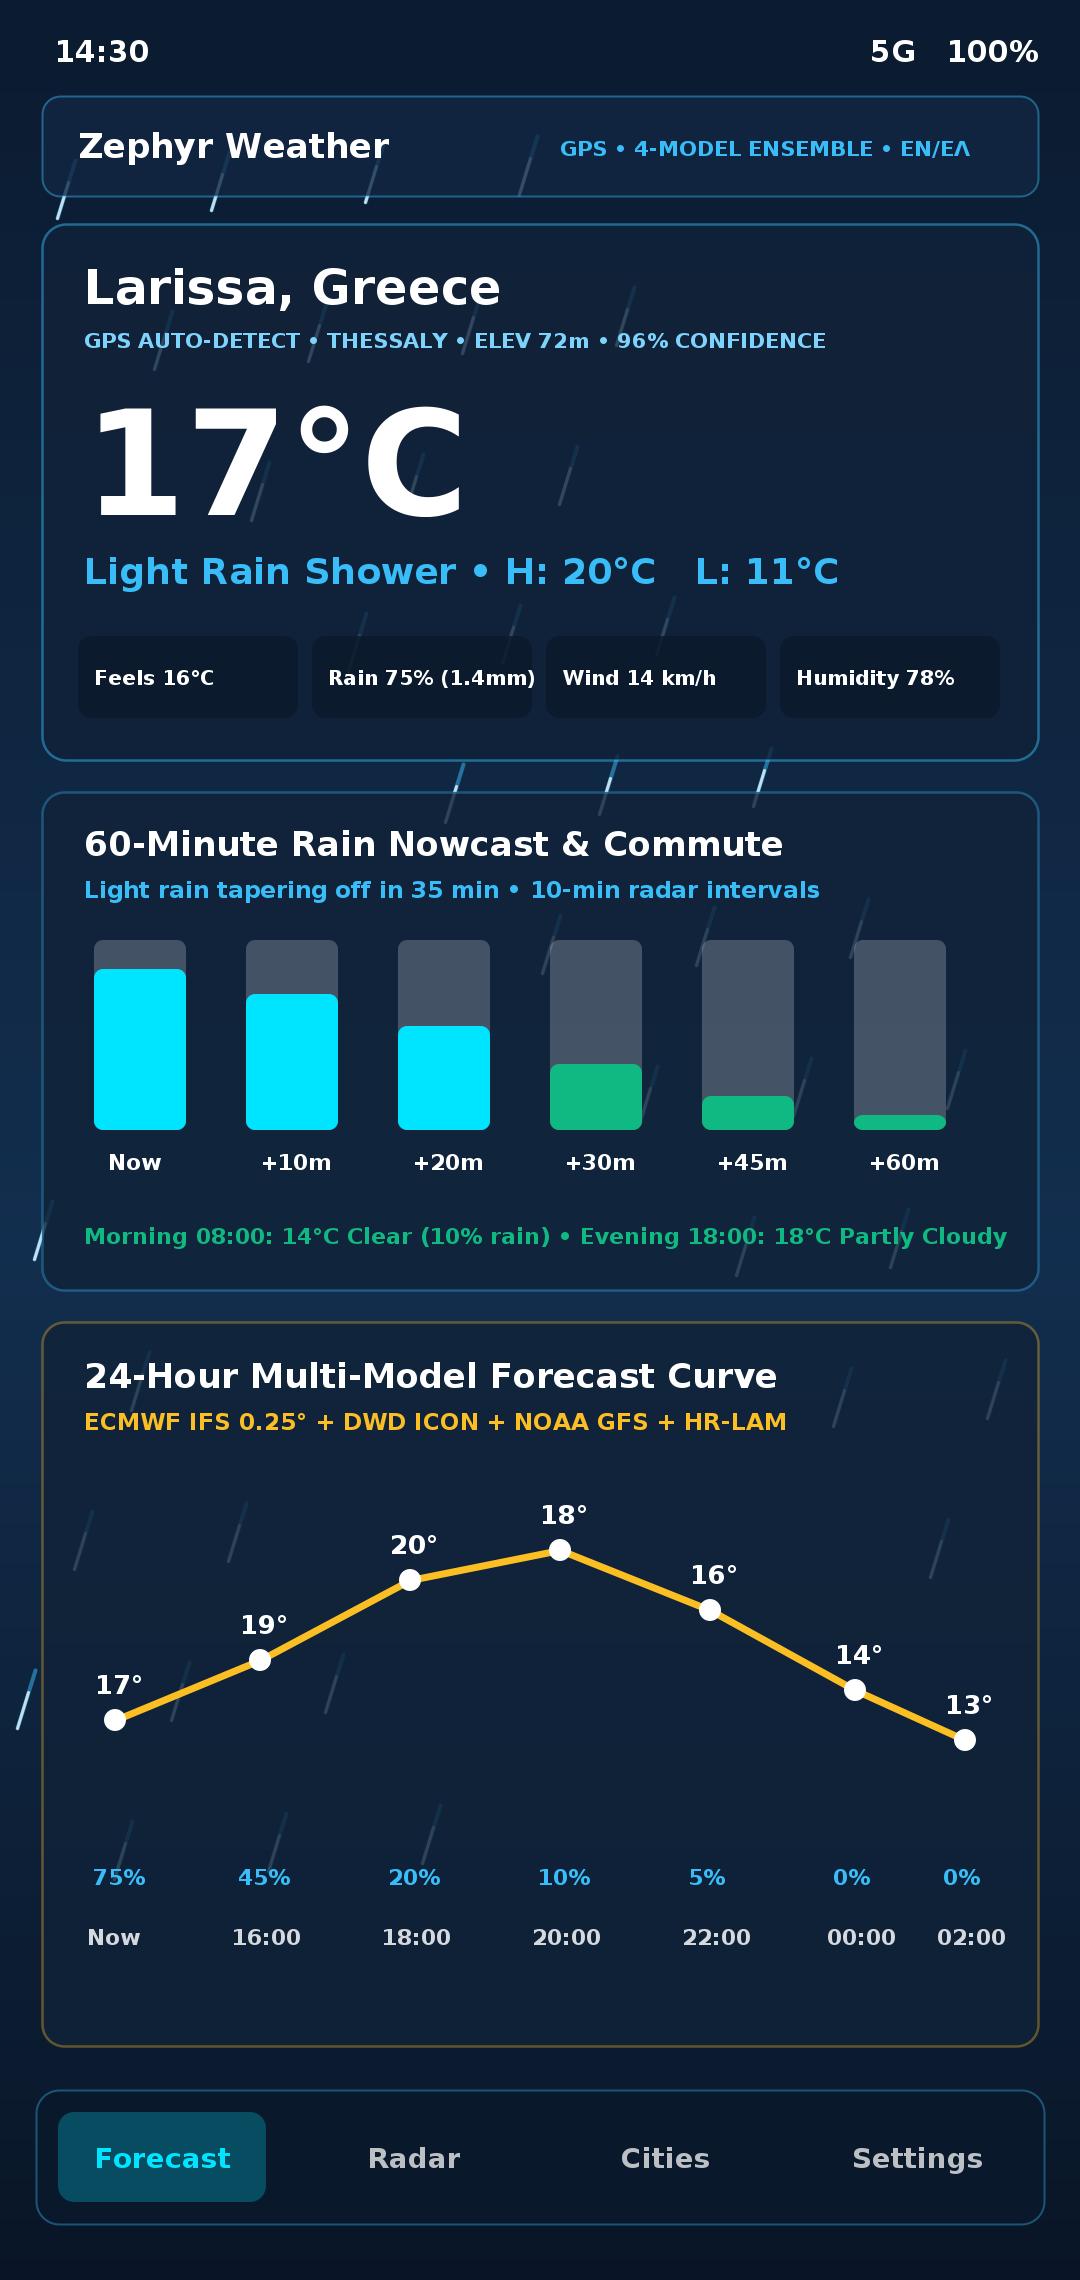 14:30 5G 100%
Zephyr Weather GPS • 4-MODEL ENSEMBLE • EN/ΕΛ
Larissa, Greece
GPS AUTO-DETECT • THESSALY • ELEV 72m • 96% CONFIDENCE
17°C
Light Rain Shower • H: 20°C L: 11°C
Feels 16°C Rain 75% (1.4mm) Wind 14 km/h Humidity 78%
60-Minute Rain Nowcast & Commute
Light rain tapering off in 35 min • 10-min radar intervals
Now +10m +20m +30m +45m +60m
Morning 08:00: 14°C Clear (10% rain) • Evening 18:00: 18°C Partly Cloudy
24-Hour Multi-Model Forecast Curve
ECMWF IFS 0.25° + DWD ICON + NOAA GFS + HR-LAM
17° 19° 20° 18° 16° 14° 13°
75% 45% 20% 10% 5% 0% 0%
Now 16:00 18:00 20:00 22:00 00:00 02:00
Forecast Radar Cities Settings